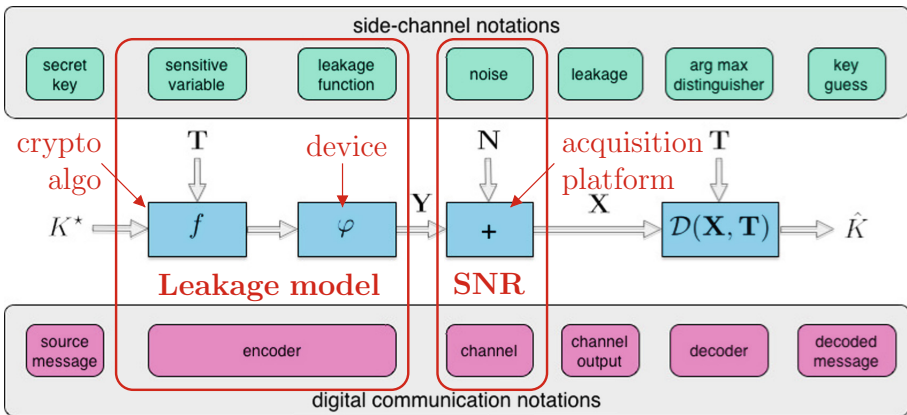 side-channel notations
secret key
sensitive variable
leakage function
noise
leakage
arg max distinguisher
key guess
crypto algo
T
device
N
acquisition platform
T
K⋆
f
φ
Y
+
X
𝒟(X, T)
K̂
Leakage model
SNR
source message
encoder
channel
channel output
decoder
decoded message
digital communication notations